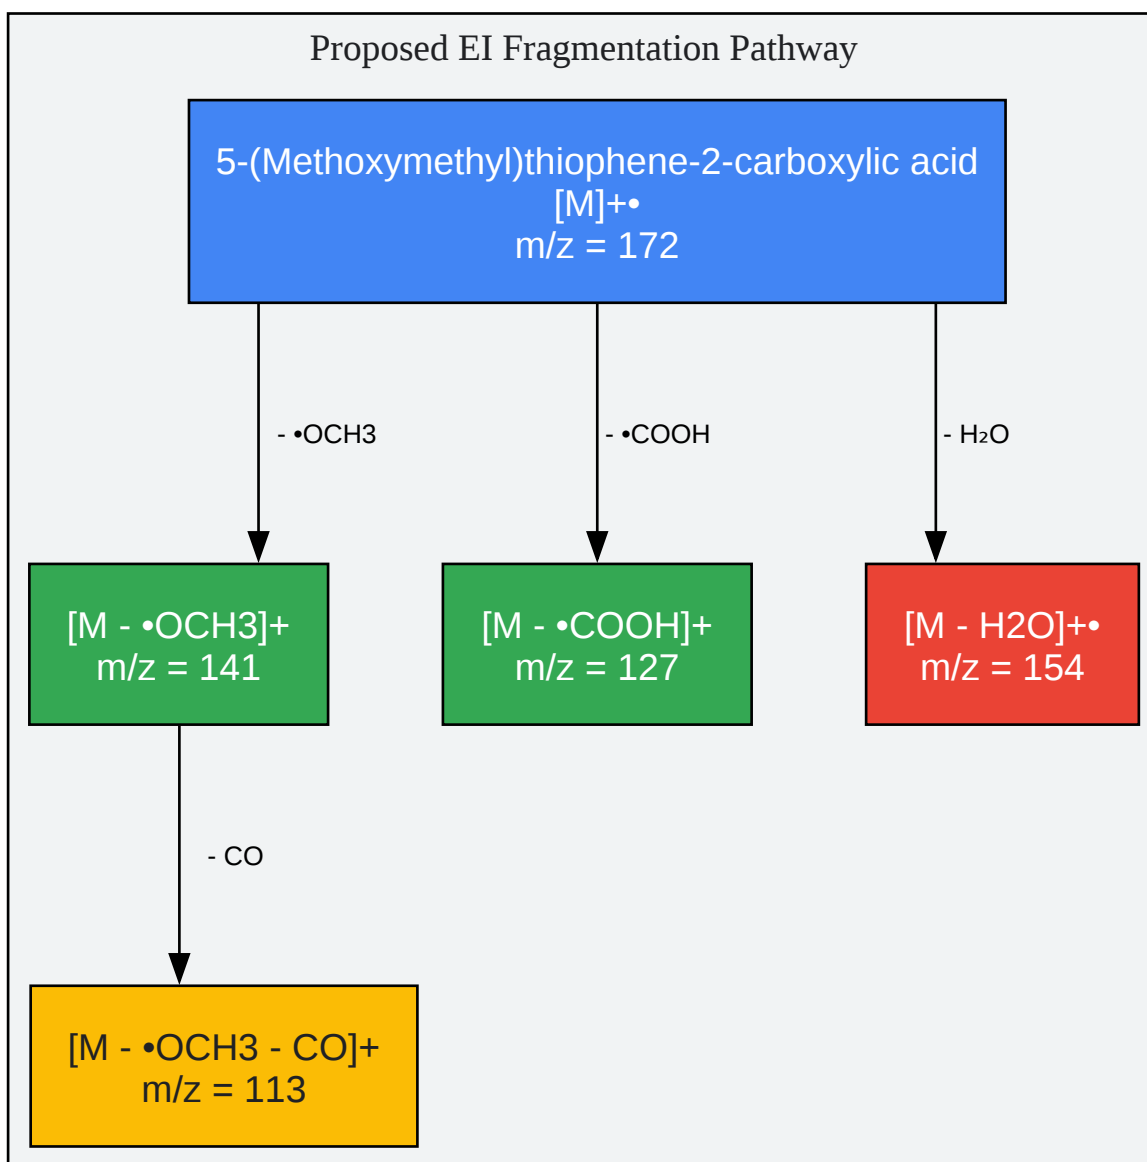 Proposed EI Fragmentation Pathway
5-(Methoxymethyl)thiophene-2-carboxylic acid
[M]+•
m/z = 172
- •OCH3
- •COOH
- H₂O
[M - •OCH3]+
m/z = 141
[M - •COOH]+
m/z = 127
[M - H2O]+•
m/z = 154
- CO
[M - •OCH3 - CO]+
m/z = 113